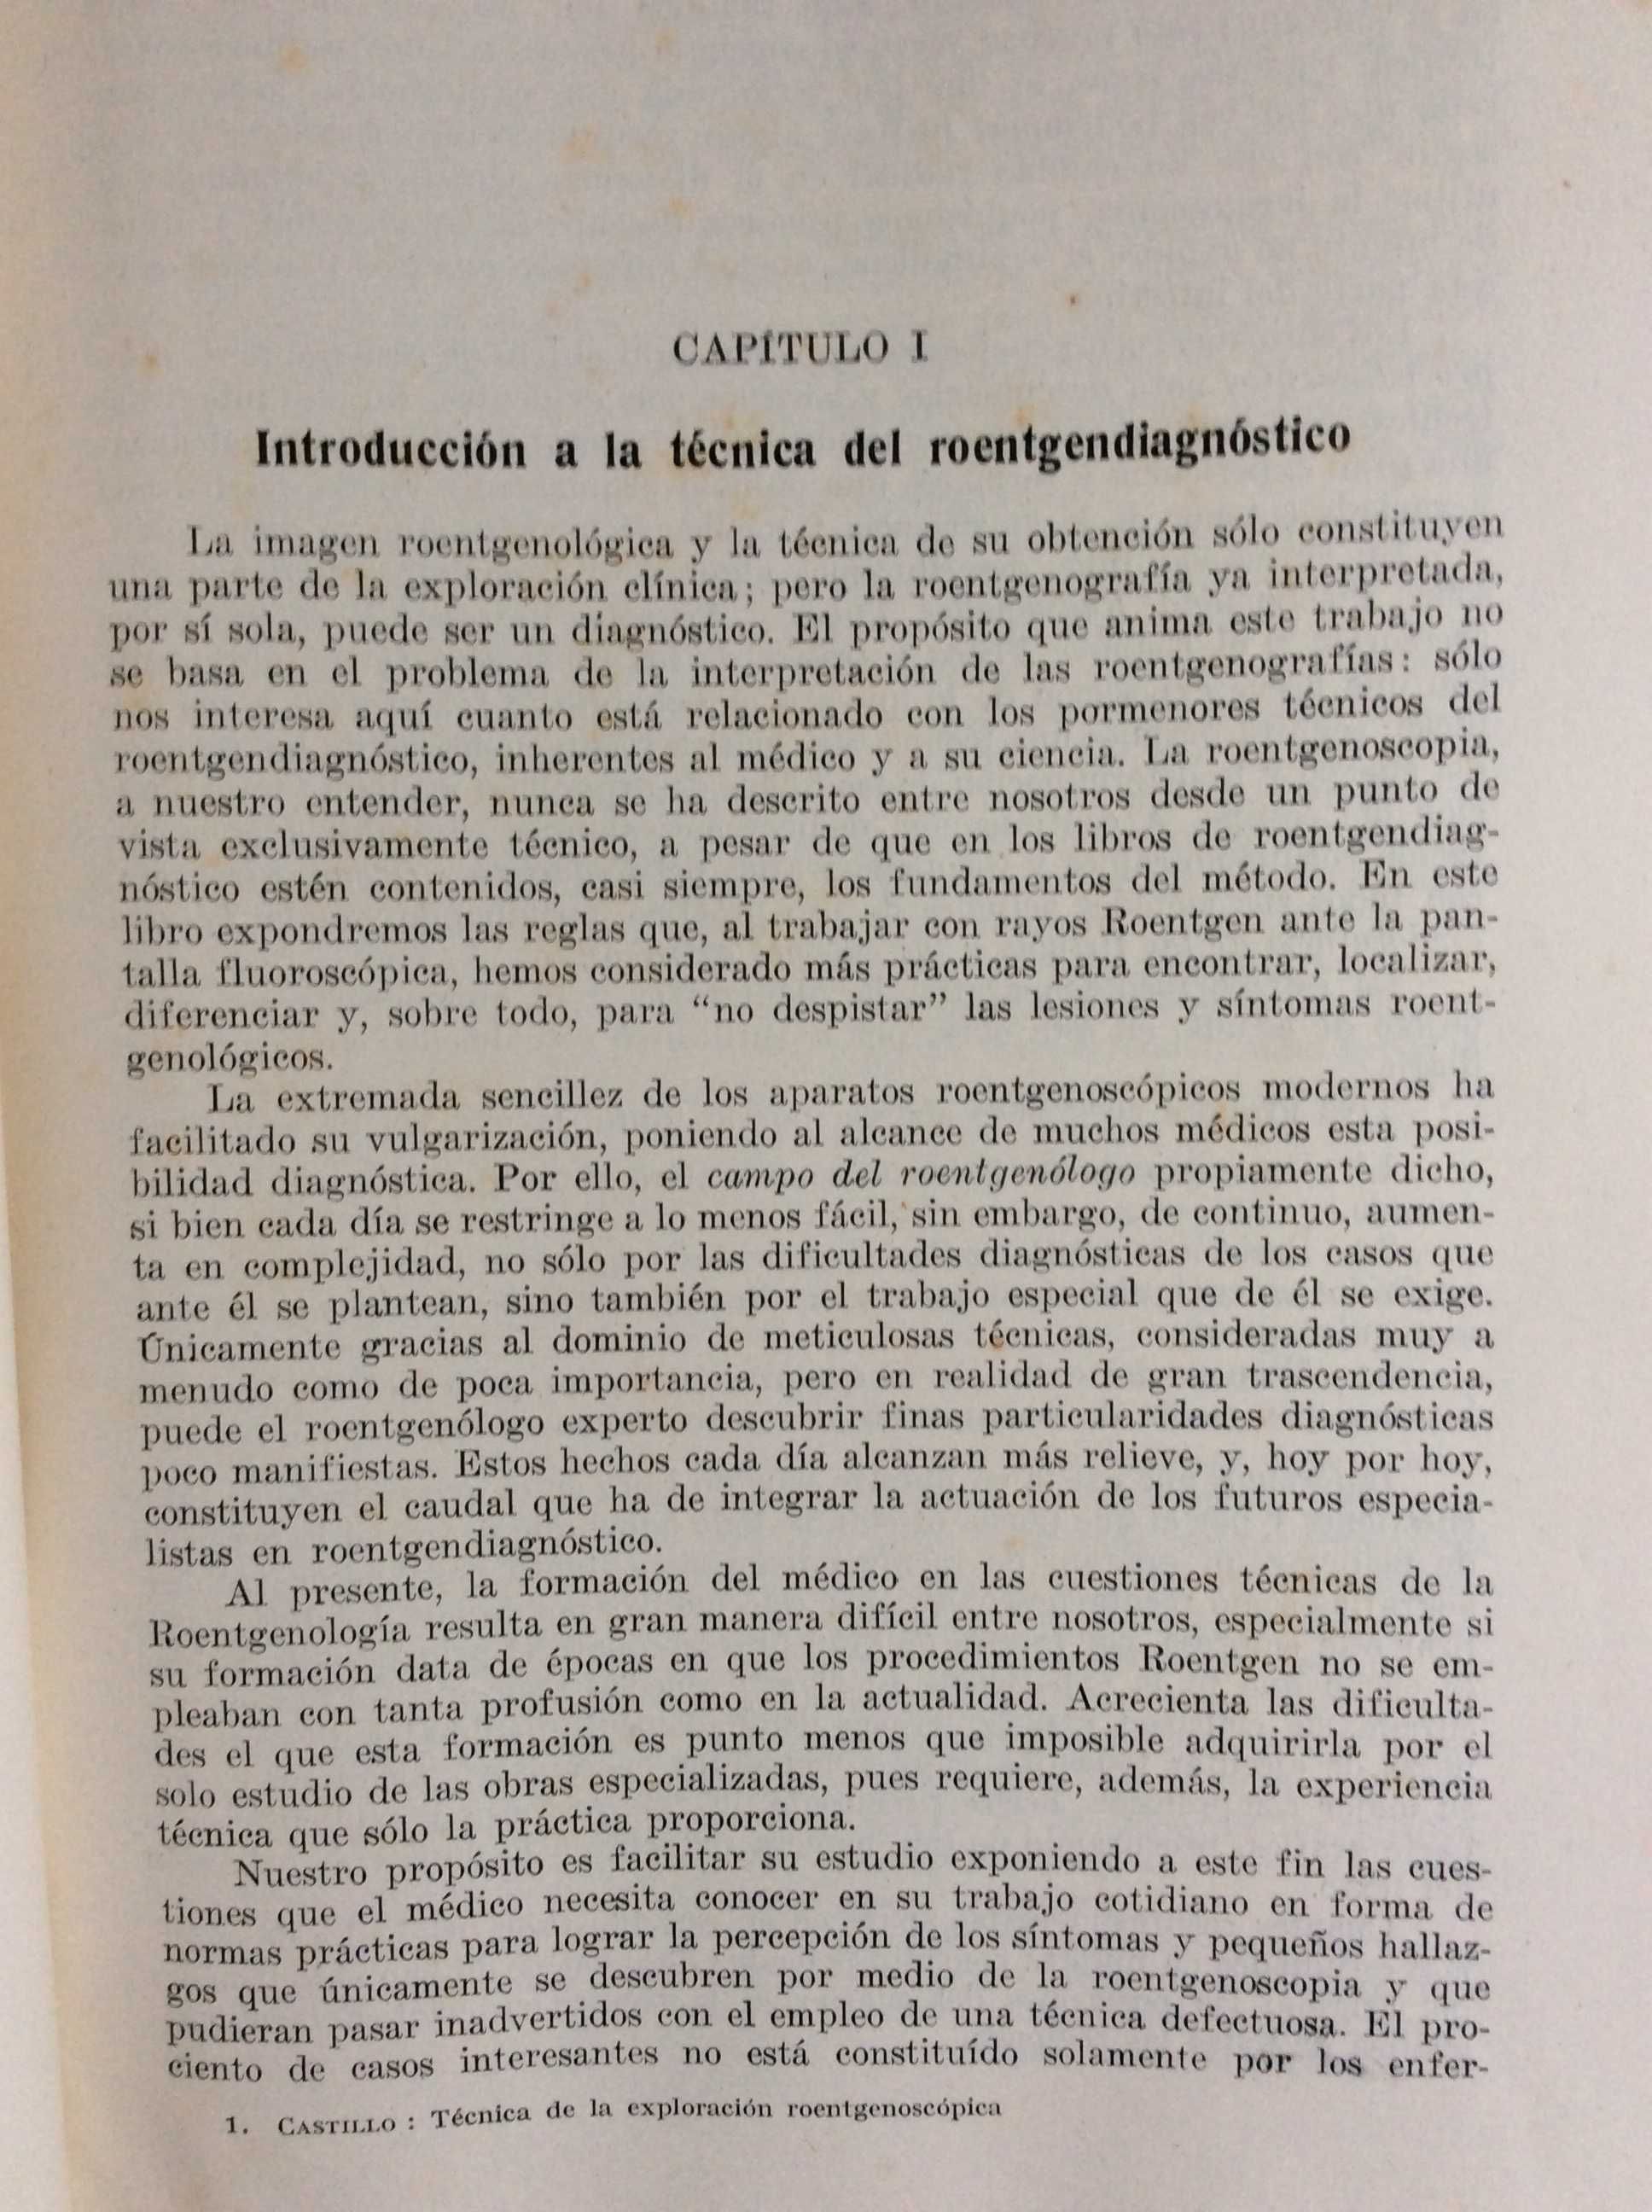 CAPÍTULO I
Introducción a la técnica del roentgendiagnóstico
La imagen roentgenológica y la técnica de su obtención sólo constituyen
una parte de la exploración clínica; pero la roentgenografía ya interpretada,
por sí sola, puede ser un diagnóstico. El propósito que anima este trabajo no
se basa en el problema de la interpretación de las roentgenografías: sólo
nos interesa aquí cuanto está relacionado con los pormenores técnicos del
roentgendiagnóstico, inherentes al médico y a su ciencia. La roentgenoscopia,
a nuestro entender, nunca se ha descrito entre nosotros desde un punto de
vista exclusivamente técnico, a pesar de que en los libros de roentgendiag-
nóstico estén contenidos, casi siempre, los fundamentos del método. En este
libro expondremos las reglas que, al trabajar con rayos Roentgen ante la pan-
talla fluoroscópica, hemos considerado más prácticas para encontrar, localizar,
diferenciar y, sobre todo, para “no despistar” las lesiones y síntomas roent-
genológicos.
La extremada sencillez de los aparatos roentgenoscópicos modernos ha
facilitado su vulgarización, poniendo al alcance de muchos médicos esta posi-
bilidad diagnóstica. Por ello, el campo del roentgenólogo propiamente dicho,
si bien cada día se restringe a lo menos fácil, sin embargo, de continuo, aumen-
ta en complejidad, no sólo por las dificultades diagnósticas de los casos que
ante él se plantean, sino también por el trabajo especial que de él se exige.
Únicamente gracias al dominio de meticulosas técnicas, consideradas muy a
menudo como de poca importancia, pero en realidad de gran trascendencia,
puede el roentgenólogo experto descubrir finas particularidades diagnósticas
poco manifiestas. Estos hechos cada día alcanzan más relieve, y, hoy por hoy,
constituyen el caudal que ha de integrar la actuación de los futuros especia-
listas en roentgendiagnóstico.
Al presente, la formación del médico en las cuestiones técnicas de la
Roentgenología resulta en gran manera difícil entre nosotros, especialmente si
su formación data de épocas en que los procedimientos Roentgen no se em-
pleaban con tanta profusión como en la actualidad. Acrecienta las dificulta-
des el que esta formación es punto menos que imposible adquirirla por el
solo estudio de las obras especializadas, pues requiere, además, la experiencia
técnica que sólo la práctica proporciona.
Nuestro propósito es facilitar su estudio exponiendo a este fin las cues-
tiones que el médico necesita conocer en su trabajo cotidiano en forma de
normas prácticas para lograr la percepción de los síntomas y pequeños hallaz-
gos que únicamente se descubren por medio de la roentgenoscopia y que
pudieran pasar inadvertidos con el empleo de una técnica defectuosa. El pro-
ciento de casos interesantes no está constituído solamente por los enfer-
1. CASTILLO: Técnica de la exploración roentgenoscópica